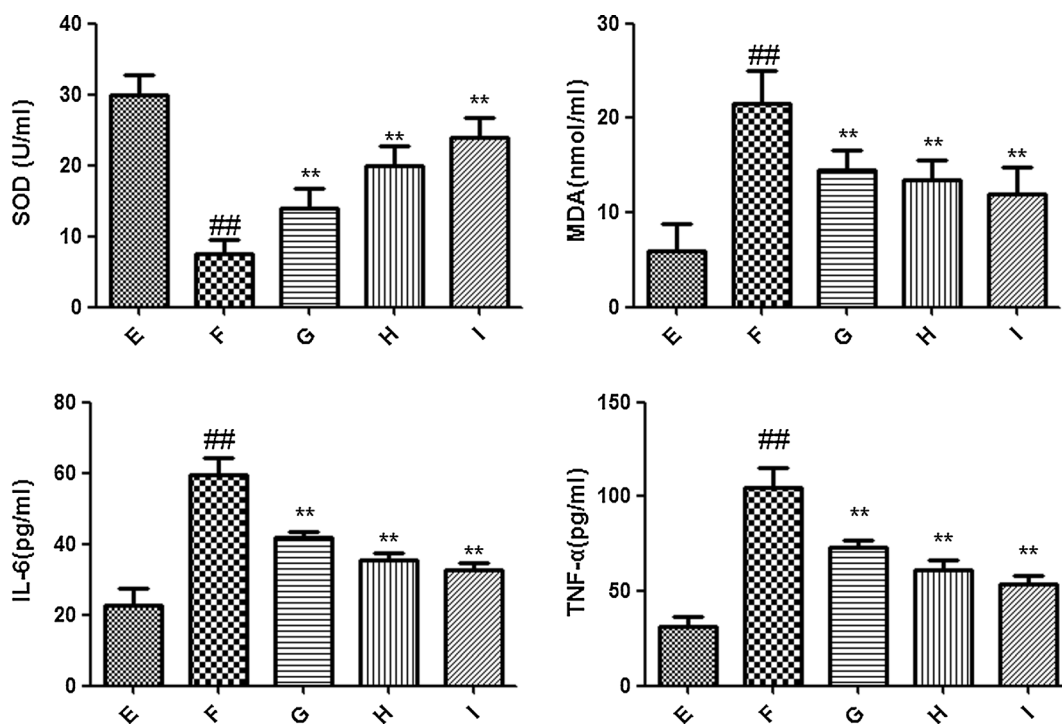 SOD (U/ml)
40
30
20
10
0
##
**
**
**
E
F
G
H
I
MDA(nmol/ml)
30
20
10
0
##
**
**
**
E
F
G
H
I
IL-6(pg/ml)
80
60
40
20
0
##
**
**
**
E
F
G
H
I
TNF-α(pg/ml)
150
100
50
0
##
**
**
**
E
F
G
H
I